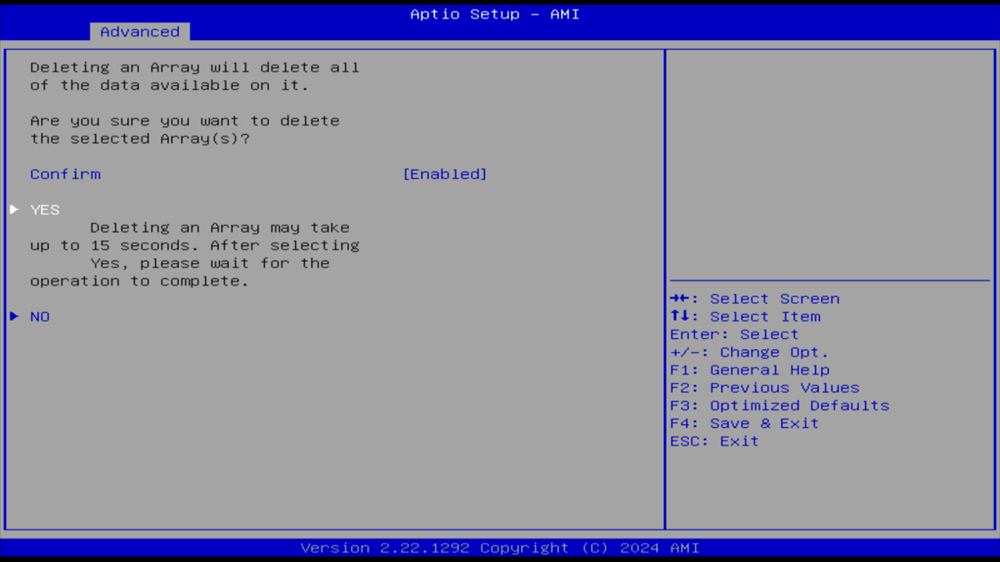 Aptio Setup - AMI
Advanced
Deleting an Array will delete all
of the data available on it.
Are you sure you want to delete
the selected Array(s)?
Confirm [Enabled]
▶ YES
Deleting an Array may take
up to 15 seconds. After selecting
Yes, please wait for the
operation to complete.
▶ NO
→←: Select Screen
↑↓: Select Item
Enter: Select
+/-: Change Opt.
F1: General Help
F2: Previous Values
F3: Optimized Defaults
F4: Save & Exit
ESC: Exit
Version 2.22.1292 Copyright (C) 2024 AMI